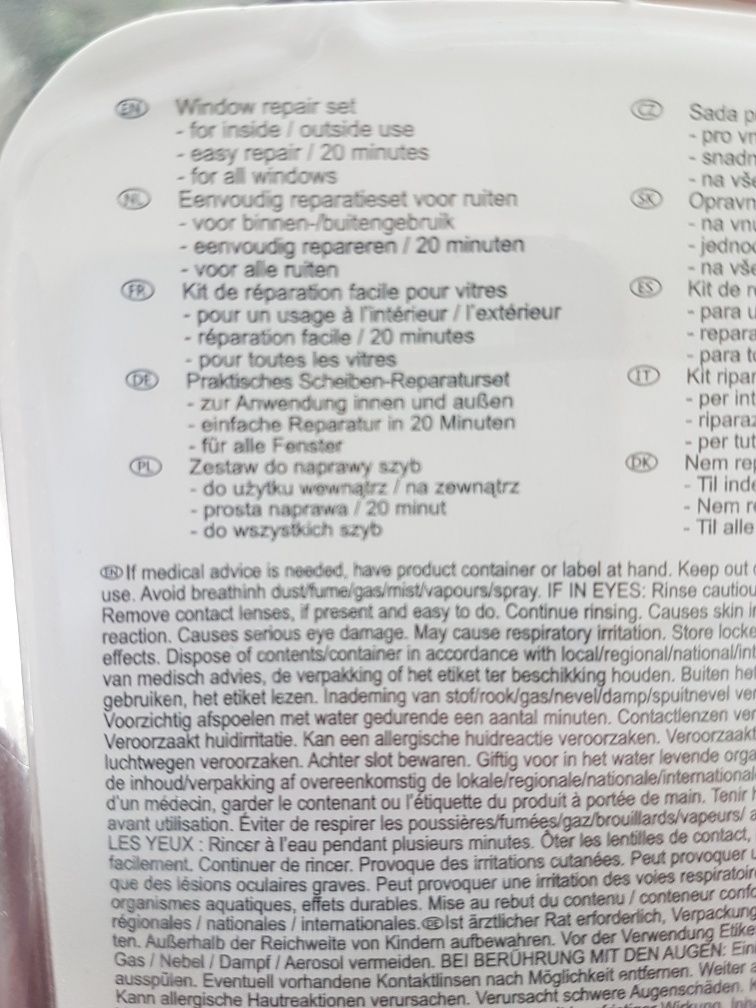 EN Window repair set
- for inside / outside use
- easy repair / 20 minutes
- for all windows
NL Eenvoudig reparatieset voor ruiten
- voor binnen-/buitengebruik
- eenvoudig repareren / 20 minuten
- voor alle ruiten
FR Kit de réparation facile pour vitres
- pour un usage à l'intérieur / l'extérieur
- réparation facile / 20 minutes
- pour toutes les vitres
DE Praktisches Scheiben-Reparaturset
- zur Anwendung innen und außen
- einfache Reparatur in 20 Minuten
- für alle Fenster
PL Zestaw do naprawy szyb
- do użytku wewnątrz / na zewnątrz
- prosta naprawa / 20 minut
- do wszystkich szyb
CZ Sada p
- pro vn
- snadn
- na vše
SK Opravn
- na vnu
- jednod
- na vše
ES Kit de r
- para u
- repara
- para to
IT Kit ripar
- per int
- riparaz
- per tut
DK Nem rep
- Til inde
- Nem re
- Til alle
EN If medical advice is needed, have product container or label at hand. Keep out o
use. Avoid breathinh dust/fume/gas/mist/vapours/spray. IF IN EYES: Rinse cautiou
Remove contact lenses, if present and easy to do. Continue rinsing. Causes skin ir
reaction. Causes serious eye damage. May cause respiratory irritation. Store locke
effects. Dispose of contents/container in accordance with local/regional/national/int
van medisch advies, de verpakking of het etiket ter beschikking houden. Buiten het
gebruiken, het etiket lezen. Inademing van stof/rook/gas/nevel/damp/spuitnevel ver
Voorzichtig afspoelen met water gedurende een aantal minuten. Contactlenzen ver
Veroorzaakt huidirritatie. Kan een allergische huidreactie veroorzaken. Veroorzaakt
luchtwegen veroorzaken. Achter slot bewaren. Giftig voor in het water levende orga
de inhoud/verpakking af overeenkomstig de lokale/regionale/nationale/international
d'un médecin, garder le contenant ou l'étiquette du produit à portée de main. Tenir h
avant utilisation. Éviter de respirer les poussières/fumées/gaz/brouillards/vapeurs/ a
LES YEUX : Rincer à l'eau pendant plusieurs minutes. Ôter les lentilles de contact,
facilement. Continuer de rincer. Provoque des irritations cutanées. Peut provoquer u
que des lésions oculaires graves. Peut provoquer une irritation des voies respiratoir
organismes aquatiques, effets durables. Mise au rebut du contenu / conteneur confo
régionales / nationales / internationales. DE Ist ärztlicher Rat erforderlich, Verpackung
ten. Außerhalb der Reichweite von Kindern aufbewahren. Vor der Verwendung Etike
Gas / Nebel / Dampf / Aerosol vermeiden. BEI BERÜHRUNG MIT DEN AUGEN: Ein
ausspülen. Eventuell vorhandene Kontaktlinsen nach Möglichkeit entfernen. Weiter a
Kann allergische Hautreaktionen verursachen. Verursacht schwere Augenschäden.